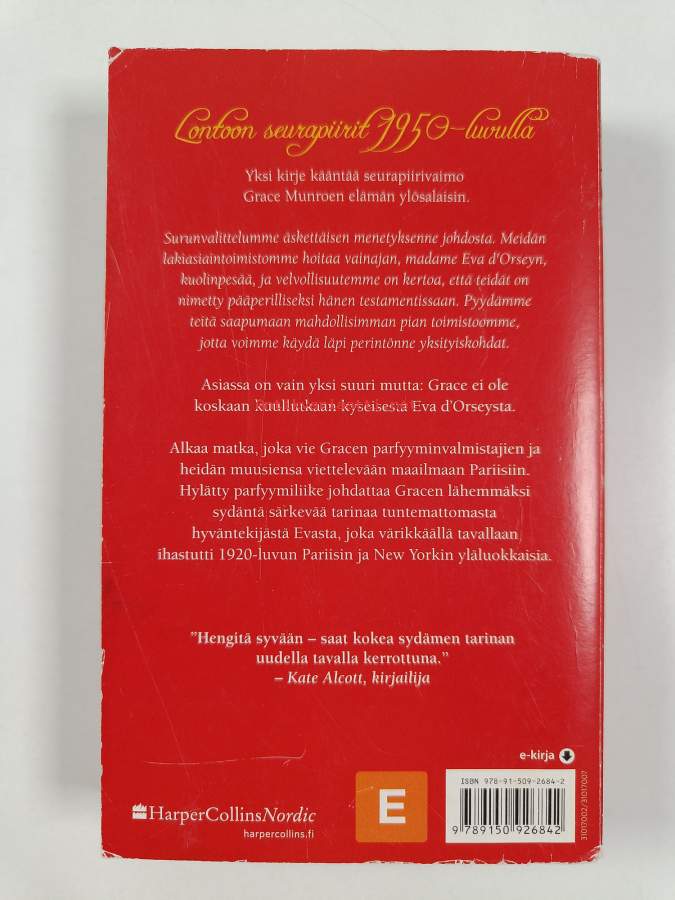 Lontoon seurapiirit 1950-luvulla
Yksi kirje kääntää seurapiirivaimo
Grace Munroen elämän ylösalaisin.
Surunvalittelumme äskettäisen menetyksenne johdosta. Meidän
lakiasiaintoimistomme hoitaa vainajan, madame Eva d'Orseyn,
kuolinpesää, ja velvollisuutemme on kertoa, että teidät on
nimetty pääperilliseksi hänen testamentissaan. Pyydämme
teitä saapumaan mahdollisimman pian toimistoomme,
jotta voimme käydä läpi perintönne yksityiskohdat.
Asiassa on vain yksi suuri mutta: Grace ei ole
koskaan kuullutkaan kyseisestä Eva d'Orseysta.
Alkaa matka, joka vie Gracen parfyyminvalmistajien ja
heidän muusiensa viettelevään maailmaan Pariisiin.
Hylätty parfyymiliike johdattaa Gracen lähemmäksi
sydäntä särkevää tarinaa tuntemattomasta
hyväntekijästä Evasta, joka värikkäällä tavallaan
ihastutti 1920-luvun Pariisin ja New Yorkin yläluokkaisia.
”Hengitä syvään – saat kokea sydämen tarinan
uudella tavalla kerrottuna.”
– Kate Alcott, kirjailija
e-kirja
ISBN 978-91-509-2684-2
E
HarperCollinsNordic
harpercollins.fi
9 789150 926842
31017002/31017007